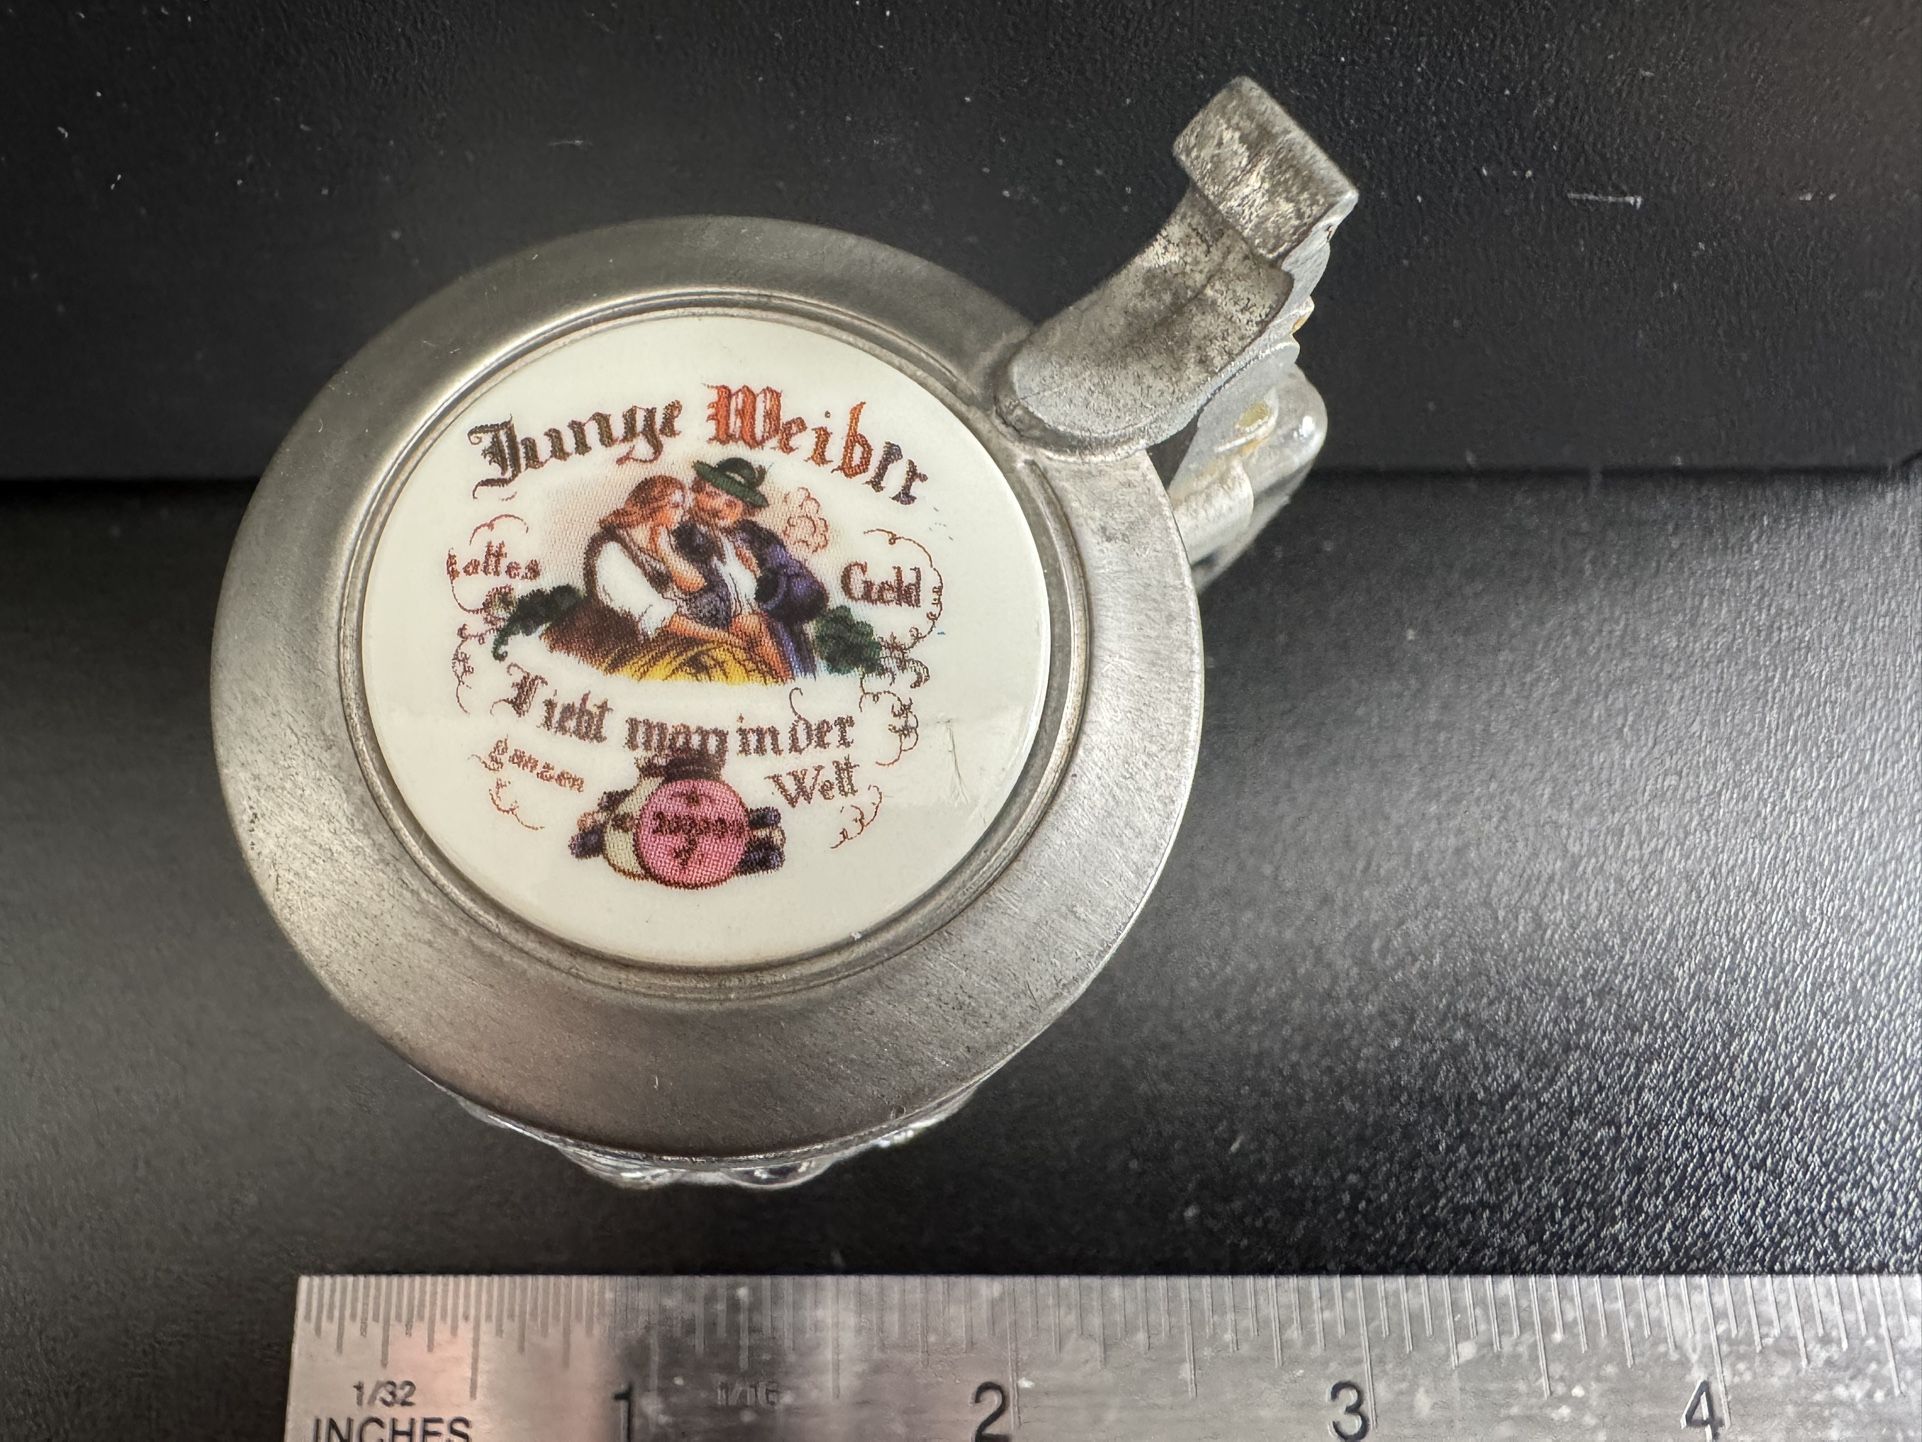 Junge Weiber
altes Geld
Liebt man in der
ganzen Welt
1/32
1/16
INCHES
1
2
3
4